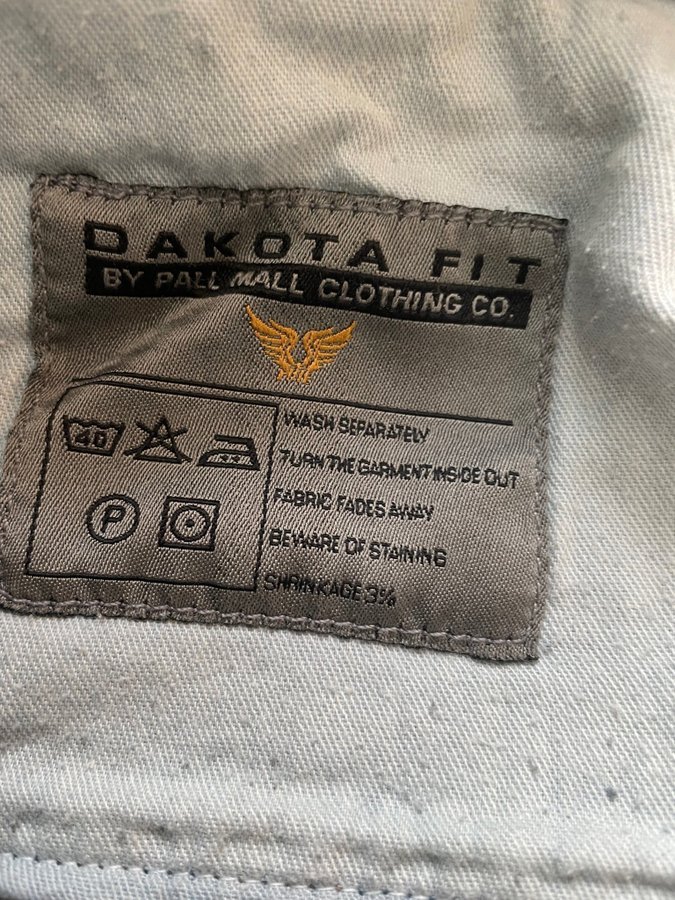 DAKOTA FIT
BY PALL MALL CLOTHING CO.
40
P
WASH SEPARATELY
TURN THE GARMENT INSIDE OUT
FABRIC FADES AWAY
BEWARE OF STAINING
SHRINKAGE 3%